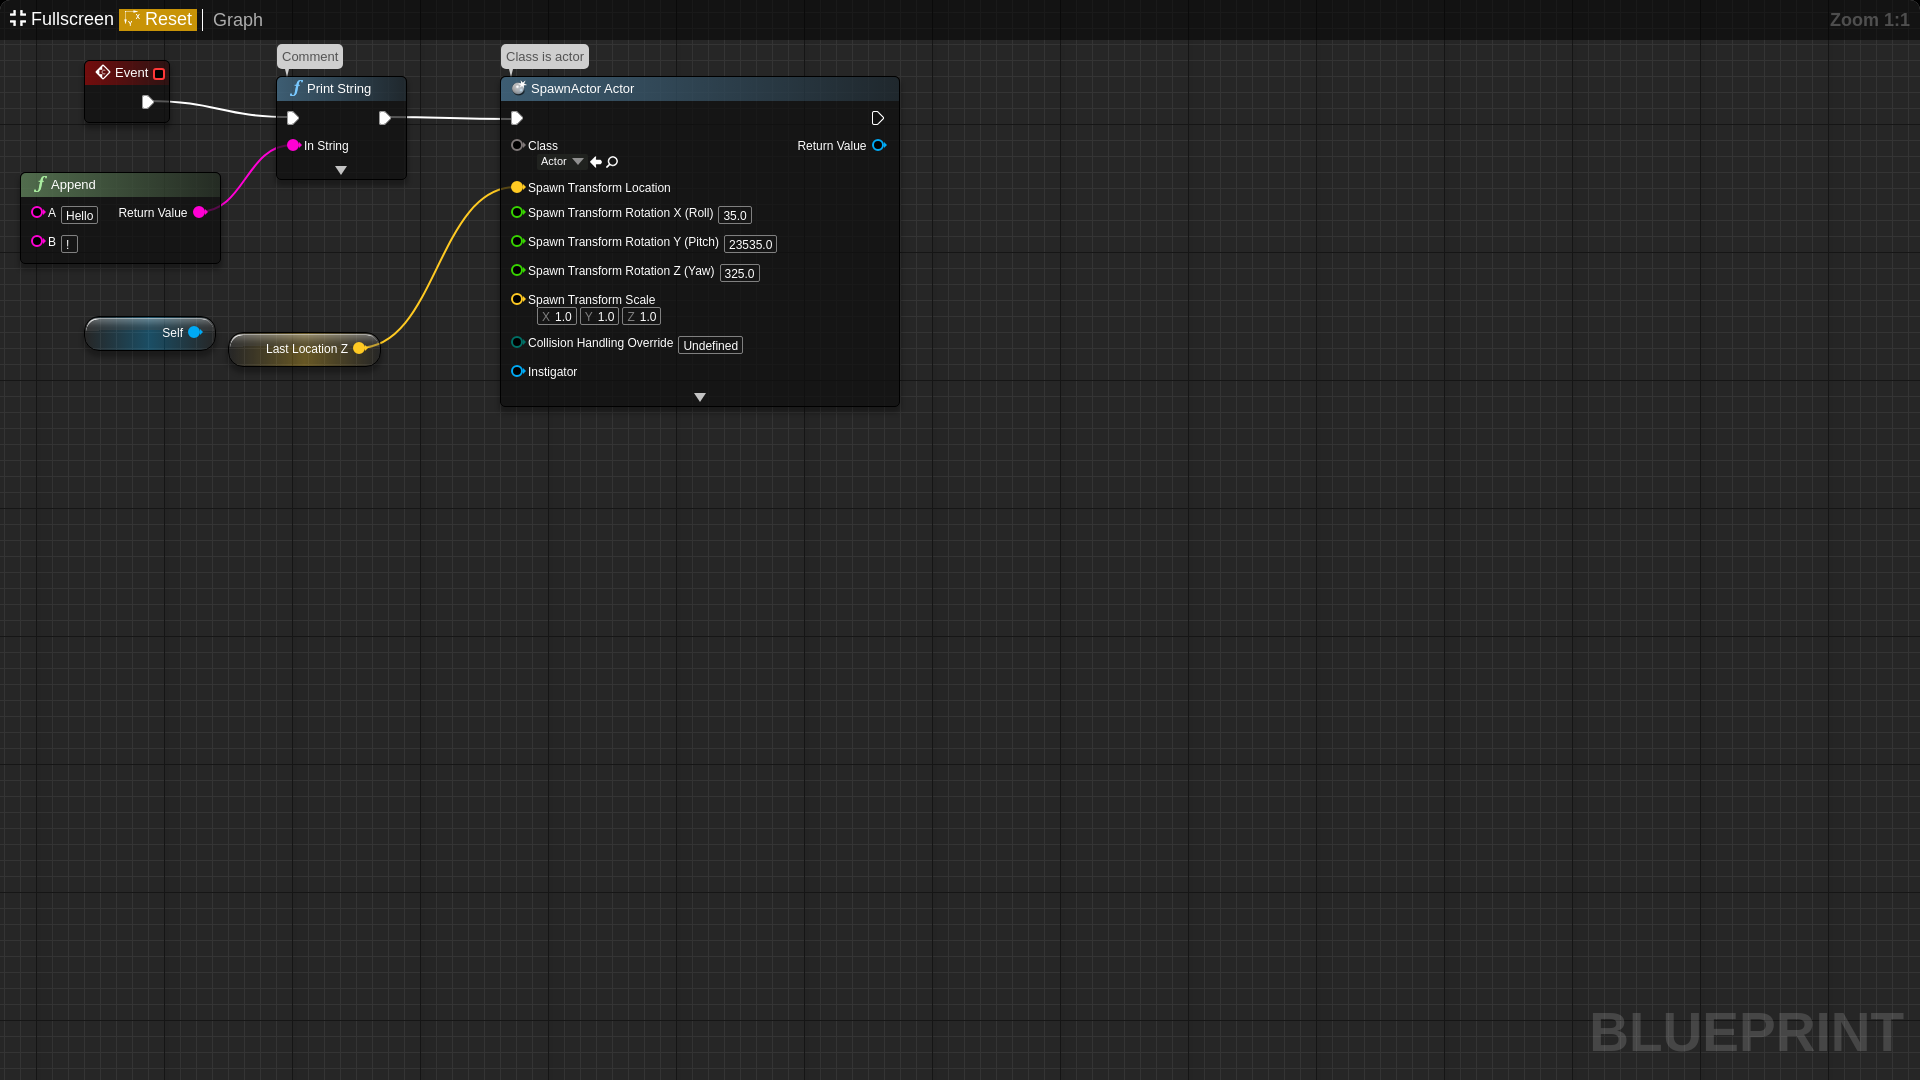 Fullscreen Reset Graph Zoom 1:1
Comment
Class is actor
Event
Print String
In String
Append
A Hello Return Value
B !
Self
Last Location Z
SpawnActor Actor
Class Return Value
Actor
Spawn Transform Location
Spawn Transform Rotation X (Roll) 35.0
Spawn Transform Rotation Y (Pitch) 23535.0
Spawn Transform Rotation Z (Yaw) 325.0
Spawn Transform Scale
X 1.0 Y 1.0 Z 1.0
Collision Handling Override Undefined
Instigator
BLUEPRINT